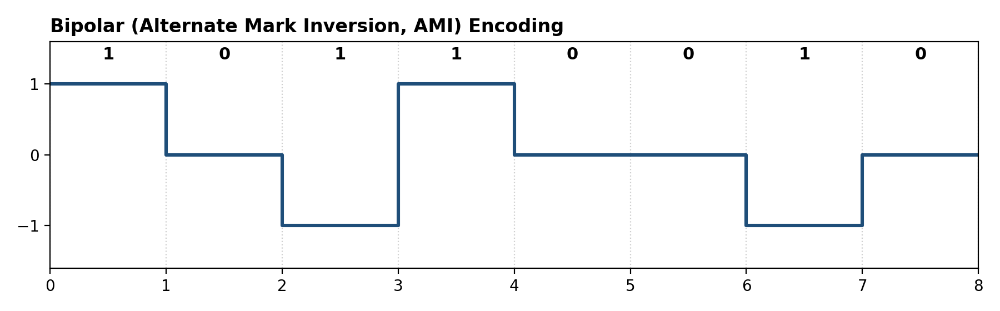 Bipolar (Alternate Mark Inversion, AMI) Encoding
1 0 1 1 0 0 1 0
1
0
−1
0 1 2 3 4 5 6 7 8